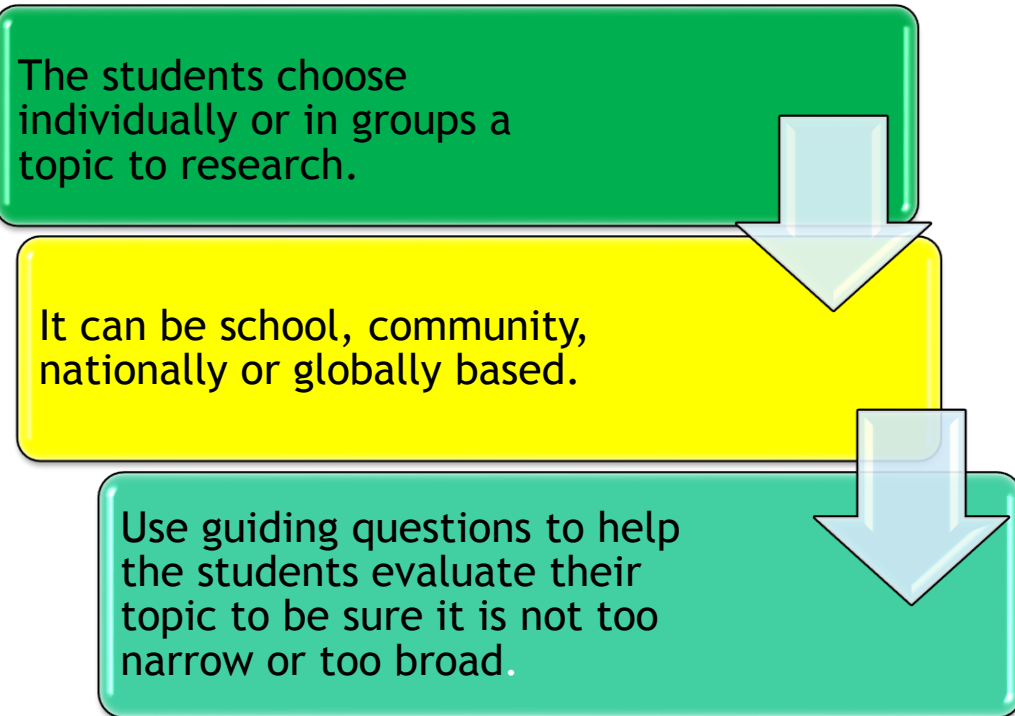 The students choose
individually or in groups a
topic to research.
It can be school, community,
nationally or globally based.
Use guiding questions to help
the students evaluate their
topic to be sure it is not too
narrow or too broad.